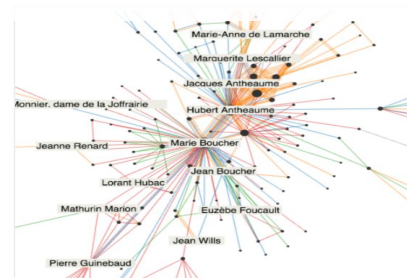 Marie-Anne de Lamarche
Marguerite Lescallier
Jacques Antheaume
Monnier. dame de la Joffrairie
Hubert Antheaume
Jeanne Renard
Marie Boucher
Jean Boucher
Lorant Hubac
Mathurin Marion
Euzèbe Foucault
Jean Wills
Pierre Guinebaud